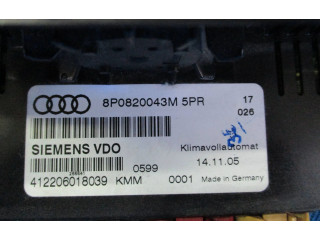 8P0820043M 5PR 17
026
SIEMENS VDO Klimavollautomat
0599 14.11.05
412206018039 KMM 0001 Made in Germany